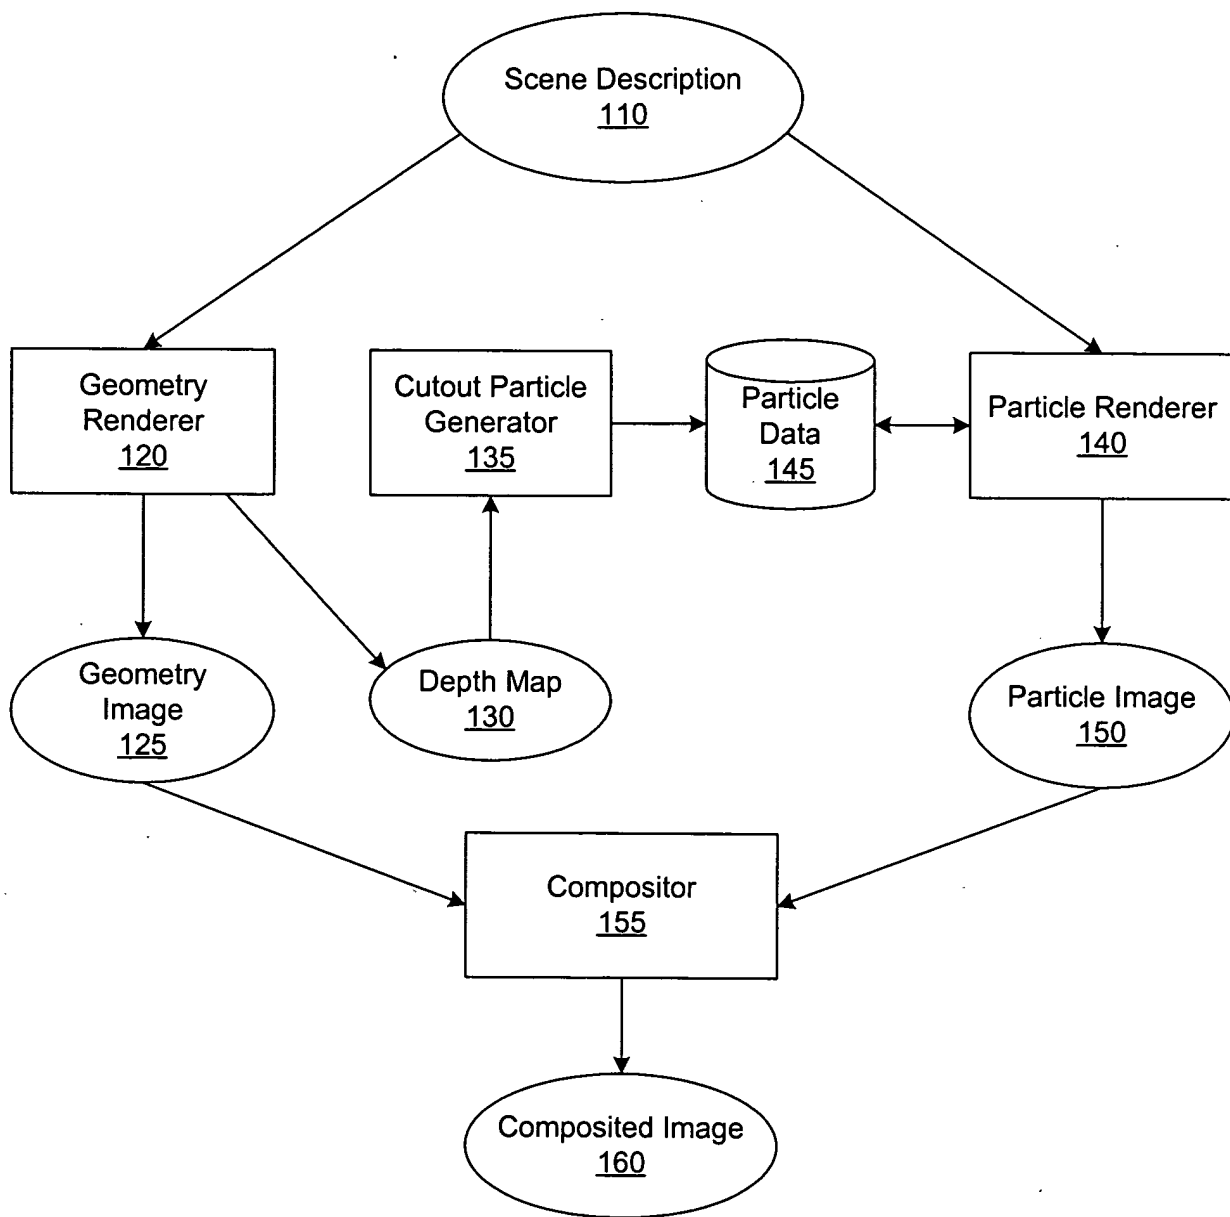 Scene Description
110
Geometry
Renderer
120
Cutout Particle
Generator
135
Particle
Data
145
Particle Renderer
140
Geometry
Image
125
Depth Map
130
Particle Image
150
Compositor
155
Composited Image
160